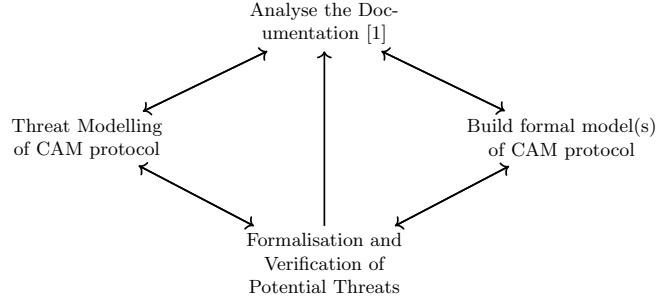 Analyse the Doc-
umentation [1]
Threat Modelling
of CAM protocol
Build formal model(s)
of CAM protocol
Formalisation and
Verification of
Potential Threats